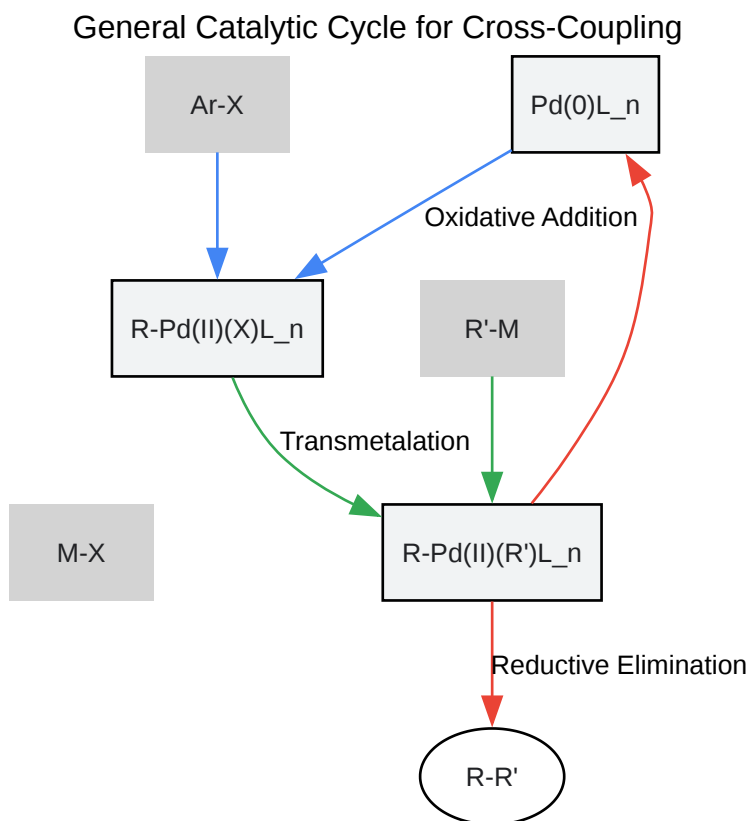 General Catalytic Cycle for Cross-Coupling
Ar-X
Pd(0)L_n
Oxidative Addition
R-Pd(II)(X)L_n
R'-M
Transmetalation
M-X
R-Pd(II)(R')L_n
Reductive Elimination
R-R'